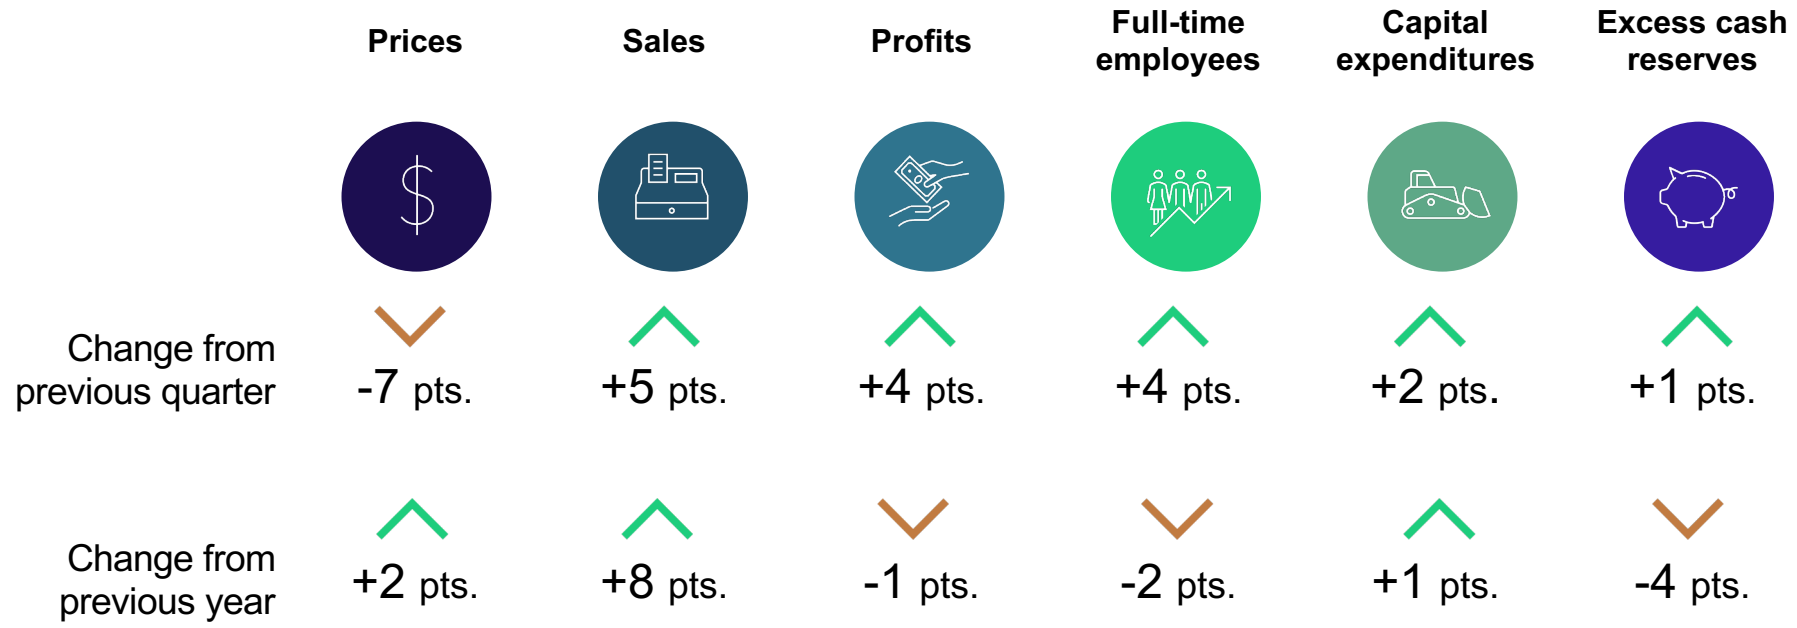 Prices
Sales
Profits
Full-time
employees
Capital
expenditures
Excess cash
reserves
$
Change from
previous quarter
-7 pts.
+5 pts.
+4 pts.
+4 pts.
+2 pts.
+1 pts.
Change from
previous year
+2 pts.
+8 pts.
-1 pts.
-2 pts.
+1 pts.
-4 pts.